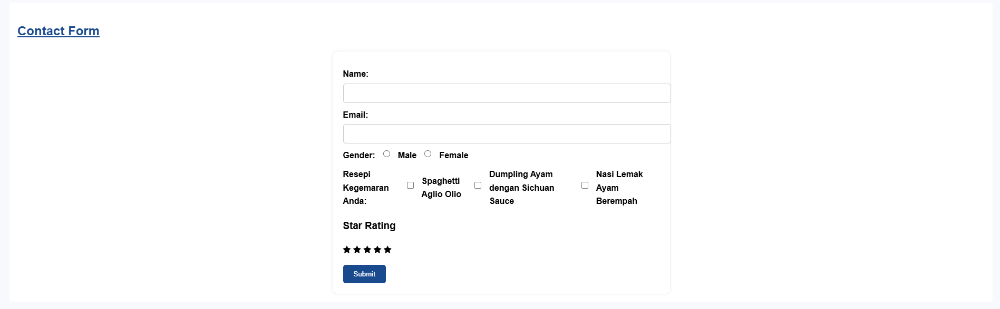 Contact Form
Name:
Email:
Gender: Male Female
Resepi Kegemaran Anda:
Spaghetti Aglio Olio
Dumpling Ayam dengan Sichuan Sauce
Nasi Lemak Ayam Berempah
Star Rating
Submit